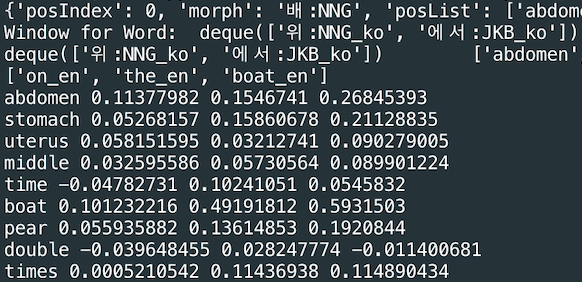 {'posIndex': 0, 'morph': '배:NNG', 'posList': ['abdome
Window for Word:  deque(['위:NNG_ko', '에서:JKB_ko'])
deque(['위:NNG_ko', '에서:JKB_ko'])        ['abdomen',
['on_en', 'the_en', 'boat_en']
abdomen 0.11377982 0.1546741 0.26845393
stomach 0.05268157 0.15860678 0.21128835
uterus 0.058151595 0.03212741 0.090279005
middle 0.032595586 0.05730564 0.089901224
time -0.04782731 0.10241051 0.0545832
boat 0.101232216 0.49191812 0.5931503
pear 0.055935882 0.13614853 0.1920844
double -0.039648455 0.028247774 -0.011400681
times 0.0005210542 0.11436938 0.114890434